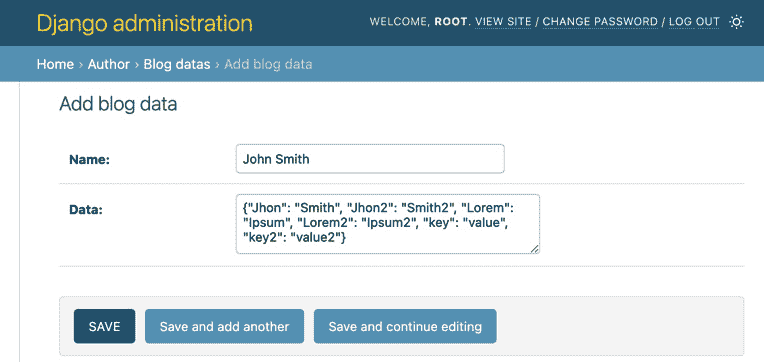 Django administration
WELCOME, ROOT. VIEW SITE / CHANGE PASSWORD / LOG OUT
Home › Author › Blog datas › Add blog data
Add blog data
Name:
John Smith
Data:
{"Jhon": "Smith", "Jhon2": "Smith2", "Lorem":
"Ipsum", "Lorem2": "Ipsum2", "key": "value",
"key2": "value2"}
SAVE
Save and add another
Save and continue editing